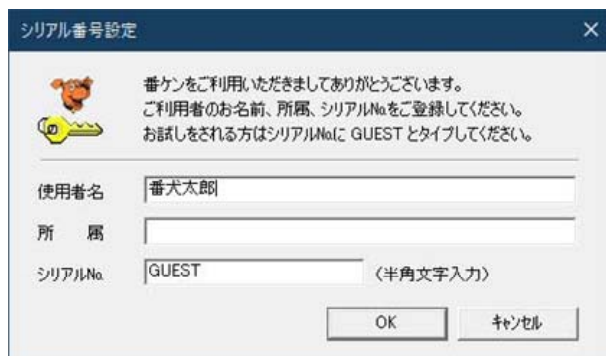 シリアル番号設定
番ケンをご利用いただきましてありがとうございます。
ご利用者のお名前、所属、シリアル№をご登録してください。
お試しをされる方はシリアル№に GUEST とタイプしてください。
使用者名 番犬太郎
所　属
シリアル№ GUEST （半角文字入力）
OK ｷｬﾝｾﾙ